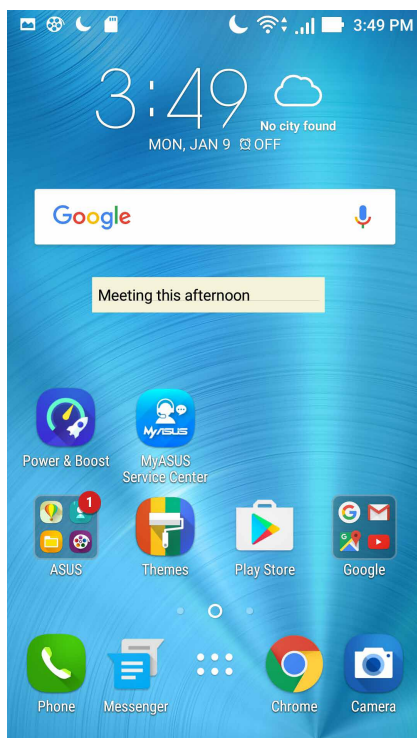 3:49 PM
3:49
No city found
MON, JAN 9 OFF
Google
Meeting this afternoon
Power & Boost
MyASUS
MyASUS
Service Center
1
G
ASUS
Themes
Play Store
Google
Phone
Messenger
Chrome
Camera